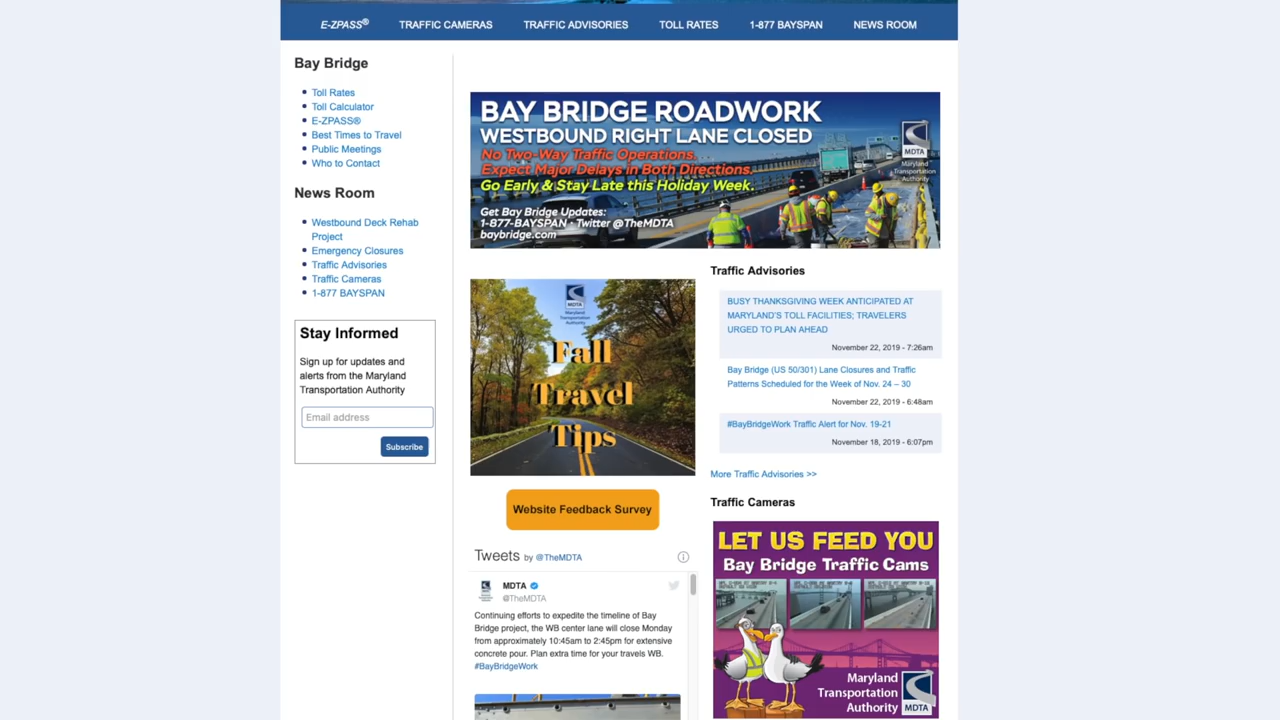 E-ZPASS®
TRAFFIC CAMERAS
TRAFFIC ADVISORIES
TOLL RATES
1-877 BAYSPAN
NEWS ROOM
Bay Bridge
Toll Rates
Toll Calculator
E-ZPASS®
Best Times to Travel
Public Meetings
Who to Contact
News Room
Westbound Deck Rehab
Project
Emergency Closures
Traffic Advisories
Traffic Cameras
1-877 BAYSPAN
Stay Informed
Sign up for updates and
alerts from the Maryland
Transportation Authority
Email address
Subscribe
BAY BRIDGE ROADWORK
WESTBOUND RIGHT LANE CLOSED
No Two-Way Traffic Operations.
Expect Major Delays in Both Directions.
Go Early & Stay Late this Holiday Week.
Get Bay Bridge Updates:
1-877-BAYSPAN · Twitter @TheMDTA
baybridge.com
MDTA
Maryland
Transportation
Authority
MDTA
Maryland
Transportation
Authority
Fall
Travel
Tips
Website Feedback Survey
Tweets by @TheMDTA
MDTA
@TheMDTA
Continuing efforts to expedite the timeline of Bay
Bridge project, the WB center lane will close Monday
from approximately 10:45am to 2:45pm for extensive
concrete pour. Plan extra time for your travels WB.
#BayBridgeWork
Traffic Advisories
BUSY THANKSGIVING WEEK ANTICIPATED AT
MARYLAND'S TOLL FACILITIES; TRAVELERS
URGED TO PLAN AHEAD
November 22, 2019 - 7:26am
Bay Bridge (US 50/301) Lane Closures and Traffic
Patterns Scheduled for the Week of Nov. 24 – 30
November 22, 2019 - 6:48am
#BayBridgeWork Traffic Alert for Nov. 19-21
November 18, 2019 - 6:07pm
More Traffic Advisories >>
Traffic Cameras
LET US FEED YOU
Bay Bridge Traffic Cams
Maryland
Transportation
Authority
MDTA